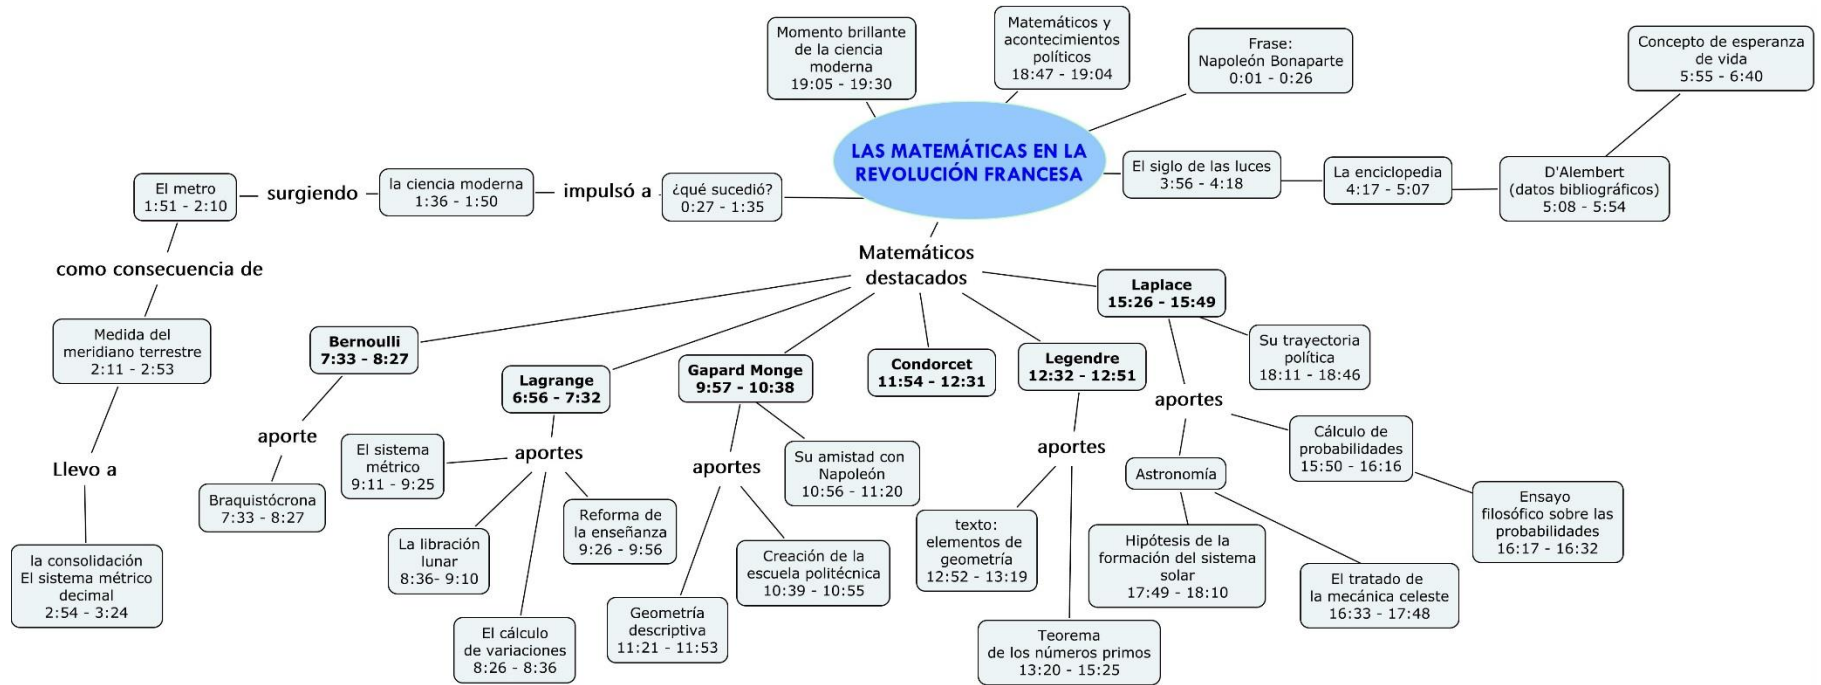 Momento brillante
de la ciencia
moderna
19:05 - 19:30
Matemáticos y
acontecimientos
políticos
18:47 - 19:04
Frase:
Napoleón Bonaparte
0:01 - 0:26
Concepto de esperanza
de vida
5:55 - 6:40
LAS MATEMÁTICAS EN LA
REVOLUCIÓN FRANCESA
El siglo de las luces
3:56 - 4:18
La enciclopedia
4:17 - 5:07
D'Alembert
(datos bibliográficos)
5:08 - 5:54
¿qué sucedió?
0:27 - 1:35
impulsó a
la ciencia moderna
1:36 - 1:50
surgiendo
El metro
1:51 - 2:10
como consecuencia de
Medida del
meridiano terrestre
2:11 - 2:53
Llevo a
la consolidación
El sistema métrico
decimal
2:54 - 3:24
Matemáticos
destacados
Bernoulli
7:33 - 8:27
aporte
Braquistócrona
7:33 - 8:27
Lagrange
6:56 - 7:32
aportes
El sistema
métrico
9:11 - 9:25
La libración
lunar
8:36- 9:10
El cálculo
de variaciones
8:26 - 8:36
Reforma de
la enseñanza
9:26 - 9:56
Gapard Monge
9:57 - 10:38
aportes
Su amistad con
Napoleón
10:56 - 11:20
Geometría
descriptiva
11:21 - 11:53
Creación de la
escuela politécnica
10:39 - 10:55
Condorcet
11:54 - 12:31
Legendre
12:32 - 12:51
aportes
texto:
elementos de
geometría
12:52 - 13:19
Teorema
de los números primos
13:20 - 15:25
Laplace
15:26 - 15:49
Su trayectoria
política
18:11 - 18:46
aportes
Astronomía
Hipótesis de la
formación del sistema
solar
17:49 - 18:10
El tratado de
la mecánica celeste
16:33 - 17:48
Cálculo de
probabilidades
15:50 - 16:16
Ensayo
filosófico sobre las
probabilidades
16:17 - 16:32